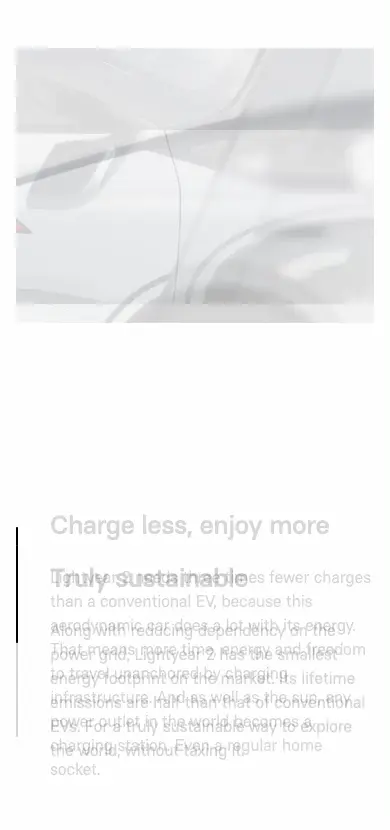 Charge less, enjoy more
Lightyear 2 needs three times fewer charges
than a conventional EV, because this
aerodynamic car does a lot with its energy.
That means more time, energy and freedom
to travel unanchored by charging
infrastructure. And as well as the sun, any
power outlet in the world becomes a
charging station. Even a regular home
socket.
Truly sustainable
Along with reducing dependency on the
power grid, Lightyear 2 has the smallest
energy footprint on the market. Its lifetime
emissions are half than that of conventional
EVs. For a truly sustainable way to explore
the world, without taxing it.